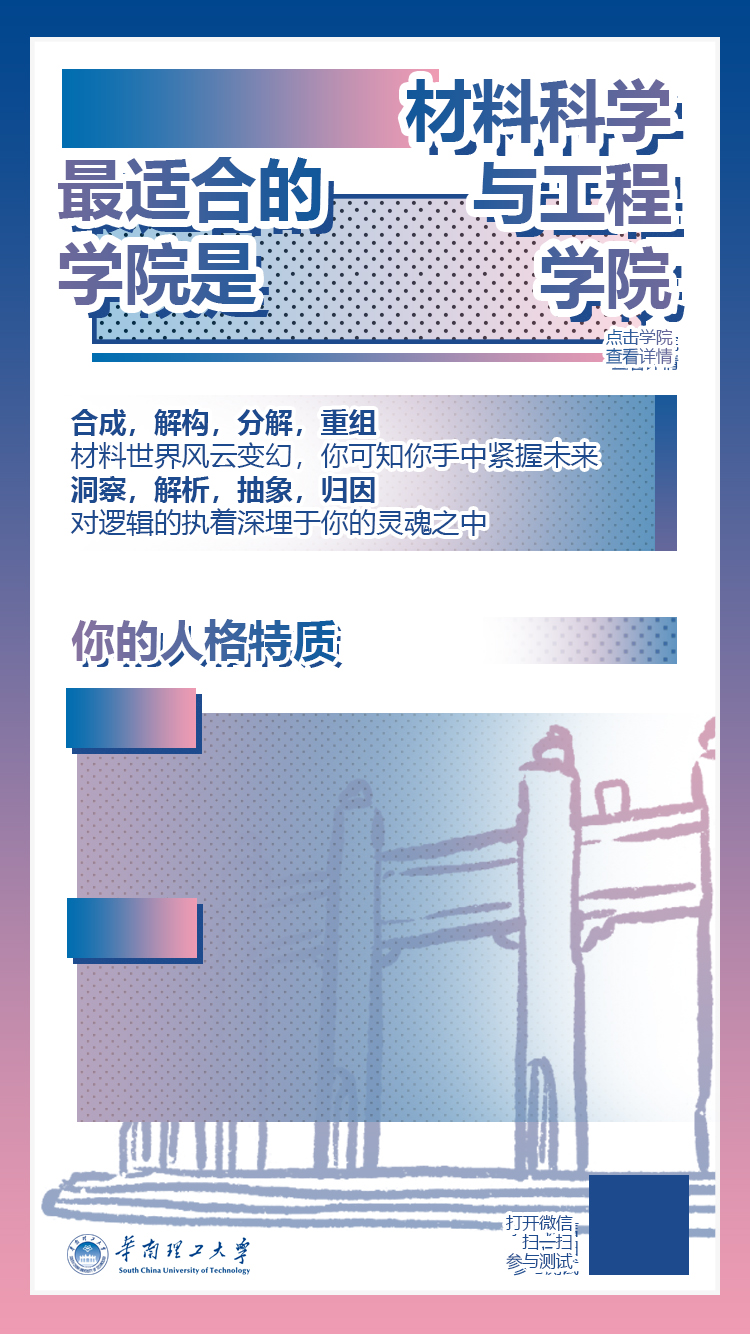 最适合的
学院是
材料科学
与工程
学院
点击学院
查看详情
合成，解构，分解，重组
材料世界风云变幻，你可知你手中紧握未来
洞察，解析，抽象，归因
对逻辑的执着深埋于你的灵魂之中
你的人格特质
华南理工大学
South China University of Technology
打开微信
扫一扫
参与测试